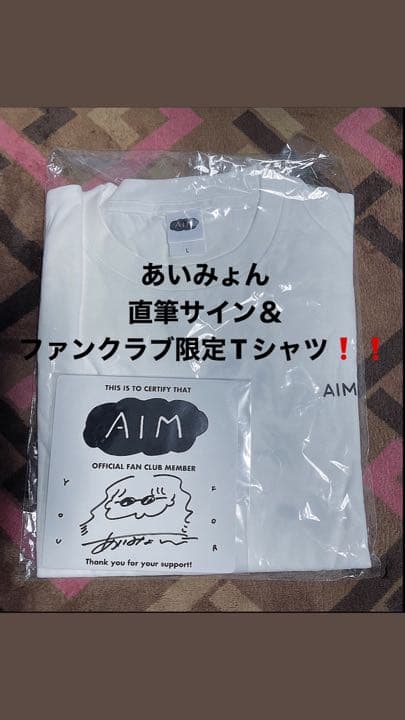 AIM
L
あいみょん
直筆サイン＆
ファンクラブ限定Tシャツ❗❗
AIM
THIS IS TO CERTIFY THAT
AIM
OFFICIAL FAN CLUB MEMBER
YOU
FOR
あいみょん
Thank you for your support!